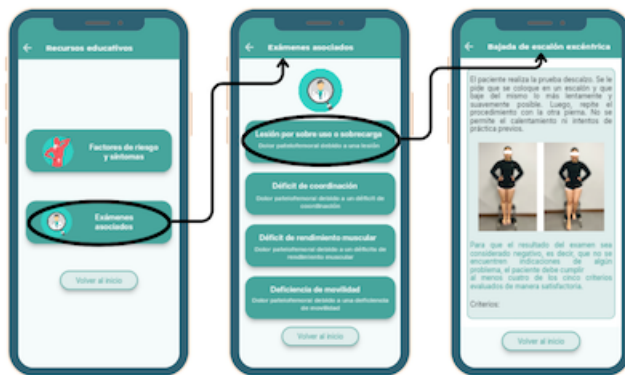 Recursos educativos
Factores de riesgo
y síntomas
Exámenes
asociados
Volver al inicio
Exámenes asociados
Lesión por sobre uso o sobrecarga
Dolor patelofemoral debido a una lesión
Déficit de coordinación
Dolor patelofemoral debido a un déficit de
coordinación
Déficit de rendimiento muscular
Dolor patelofemoral debido a un déficits de
rendimiento muscular
Deficiencia de movilidad
Dolor patelofemoral debido a una deficiencia
de movilidad
Volver al inicio
Bajada de escalón excéntrica
El paciente realiza la prueba descalzo. Se le
pide que se coloque en un escalón y que
baje del mismo lo más lentamente y
suavemente posible. Luego, repite el
procedimiento con la otra pierna. No se
permite el calentamiento ni intentos de
práctica previos.
Para que el resultado del examen sea
considerado negativo, es decir, que no se
encuentren indicaciones de algún
problema, el paciente debe cumplir
al menos cuatro de los cinco criterios
evaluados de manera satisfactoria.
Criterios:
Volver al inicio